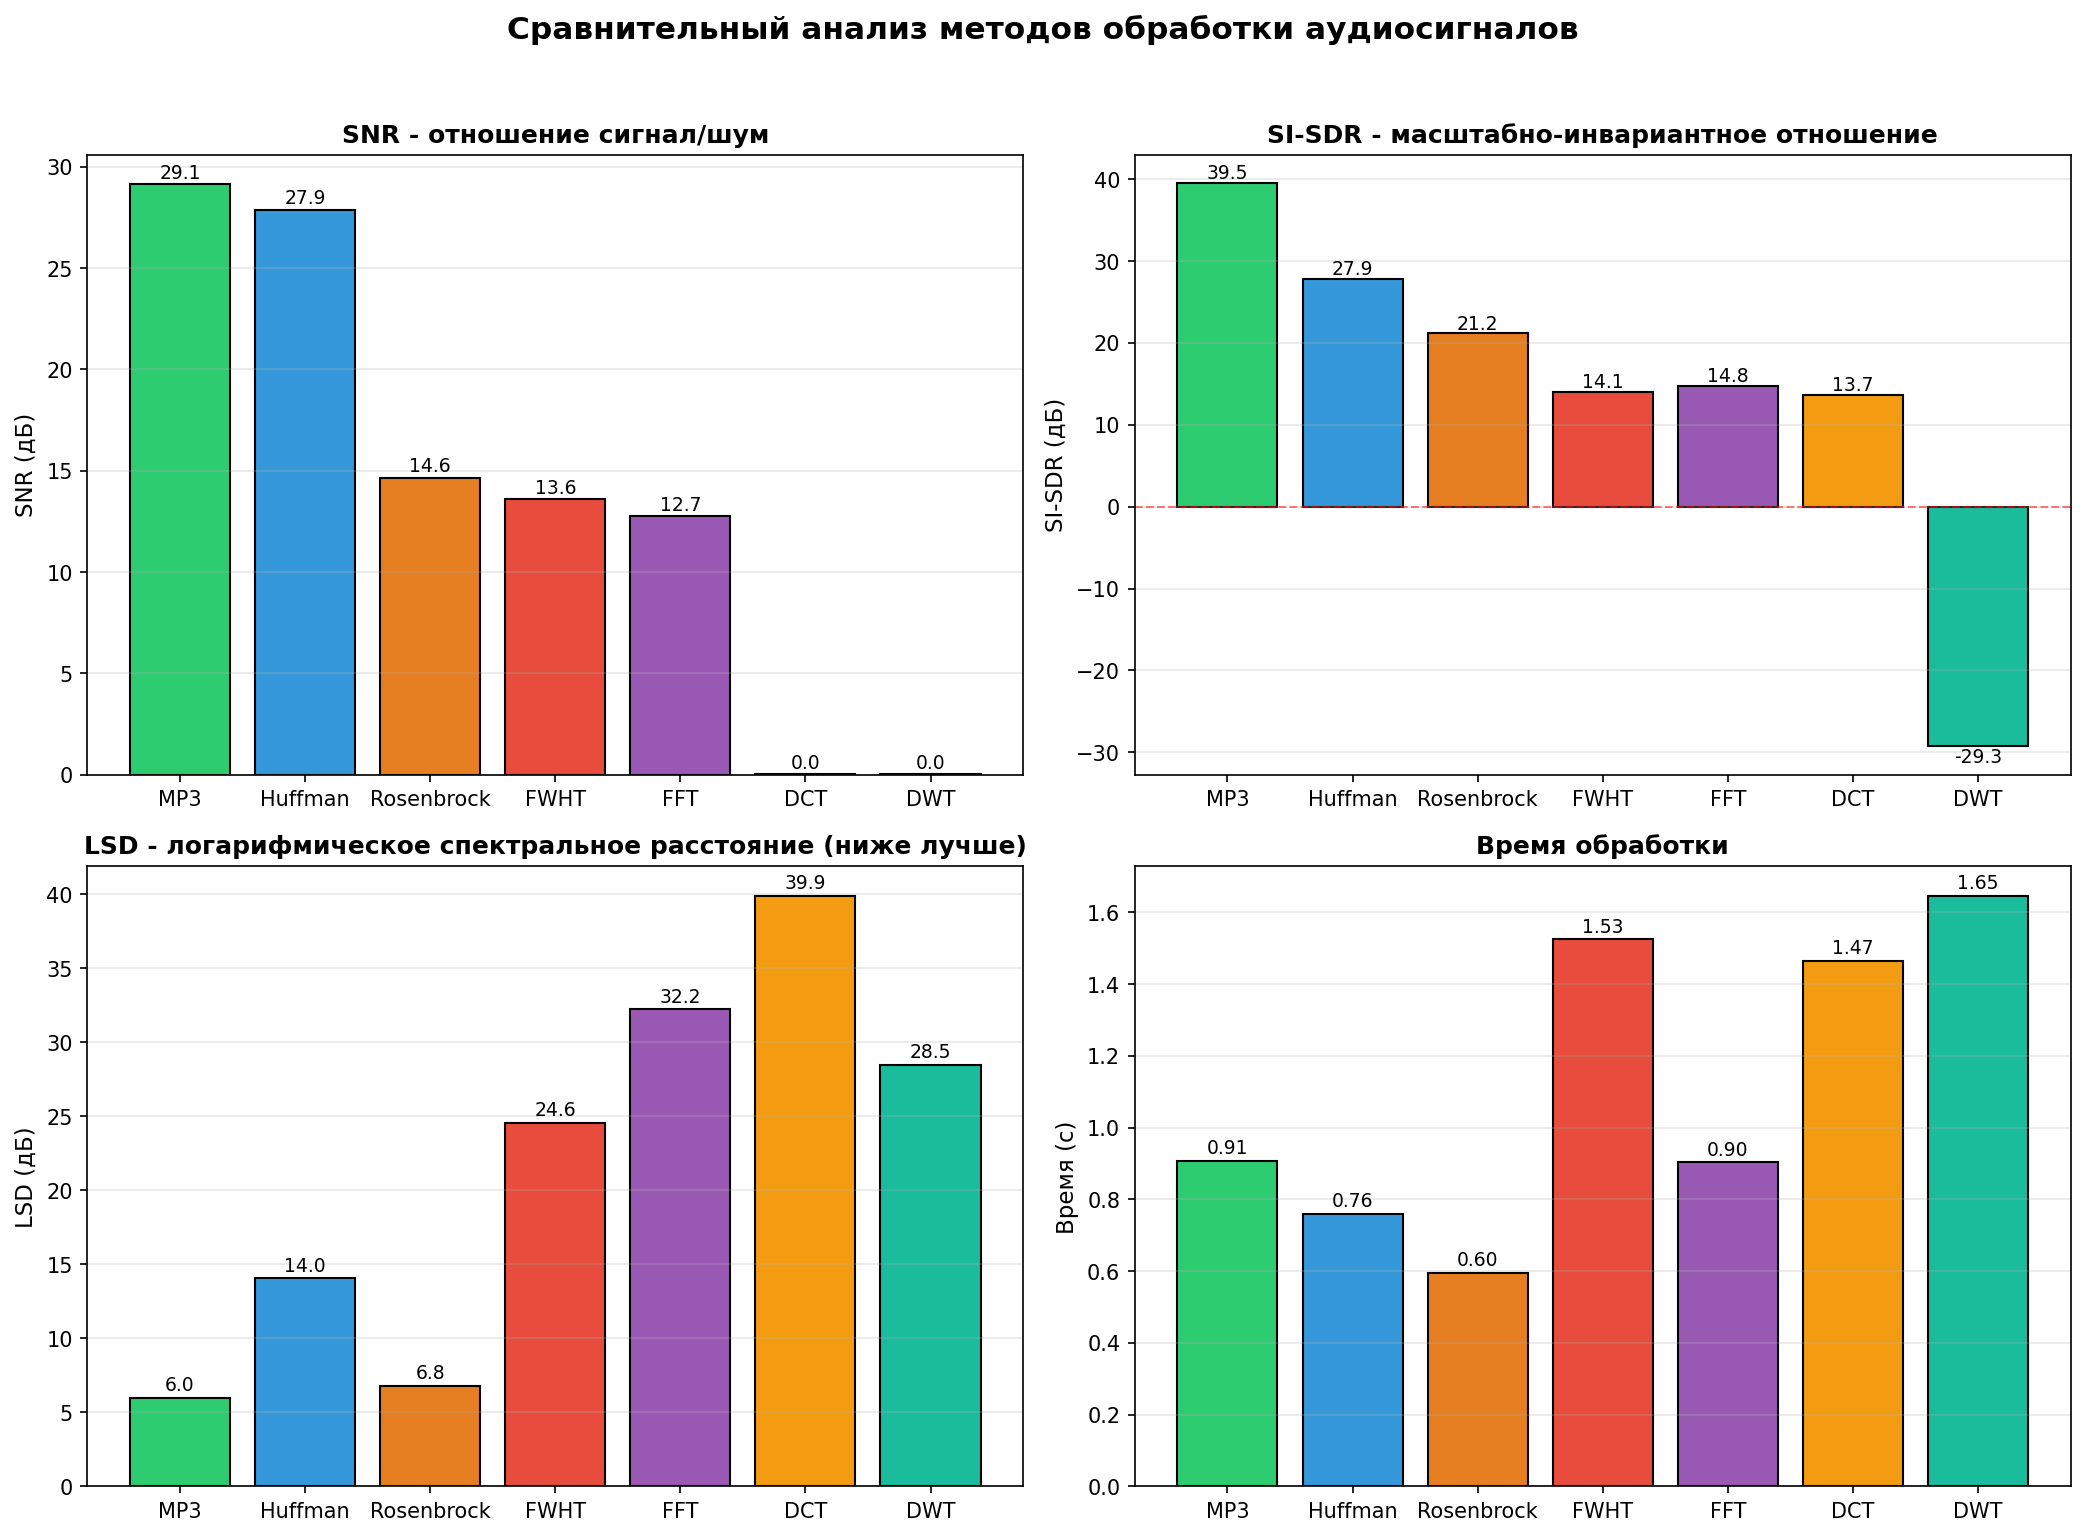 Сравнительный анализ методов обработки аудиосигналов
SNR - отношение сигнал/шум
SNR (дБ)
30
25
20
15
10
5
0
29.1
27.9
14.6
13.6
12.7
0.0
0.0
MP3
Huffman
Rosenbrock
FWHT
FFT
DCT
DWT
SI-SDR - масштабно-инвариантное отношение
SI-SDR (дБ)
40
30
20
10
0
−10
−20
−30
39.5
27.9
21.2
14.1
14.8
13.7
-29.3
MP3
Huffman
Rosenbrock
FWHT
FFT
DCT
DWT
LSD - логарифмическое спектральное расстояние (ниже лучше)
LSD (дБ)
40
35
30
25
20
15
10
5
0
6.0
14.0
6.8
24.6
32.2
39.9
28.5
MP3
Huffman
Rosenbrock
FWHT
FFT
DCT
DWT
Время обработки
Время (с)
1.6
1.4
1.2
1.0
0.8
0.6
0.4
0.2
0.0
0.91
0.76
0.60
1.53
0.90
1.47
1.65
MP3
Huffman
Rosenbrock
FWHT
FFT
DCT
DWT